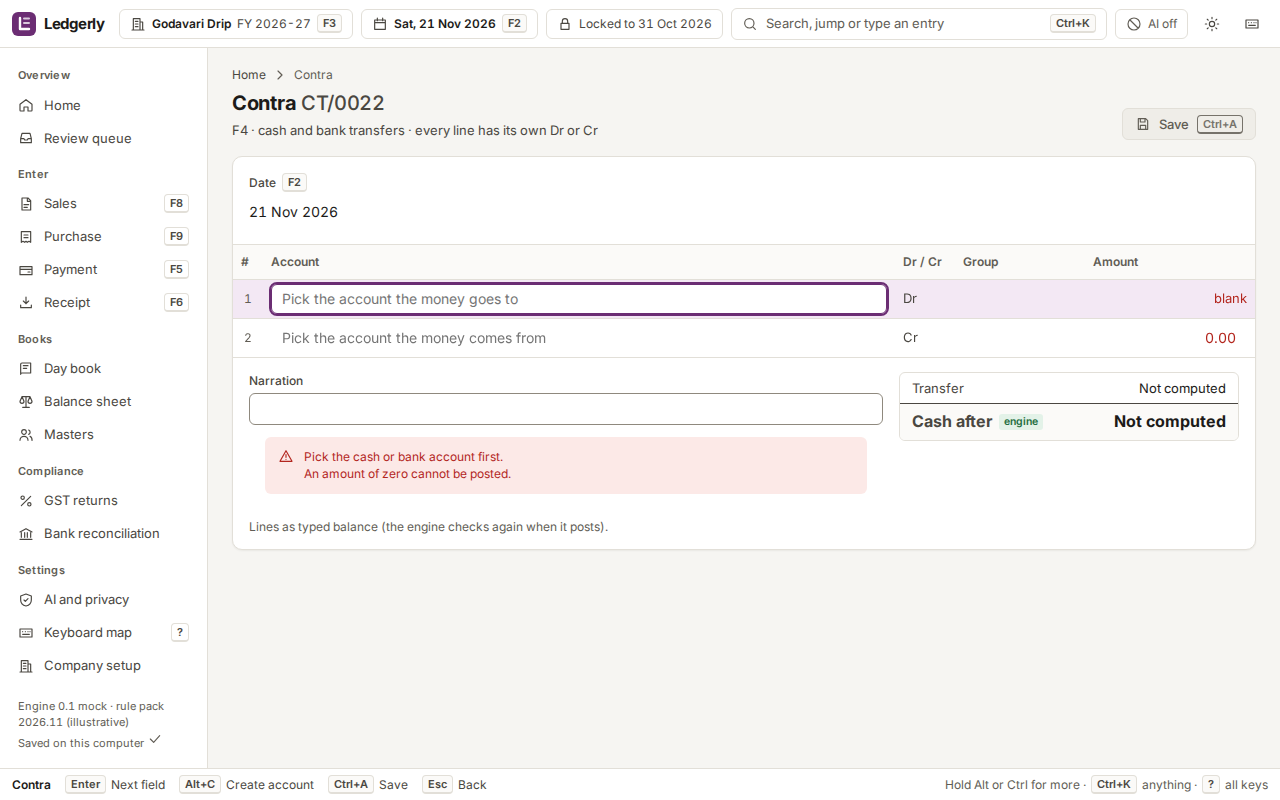 Ledgerly
Godavari Drip FY 2026-27 F3
Sat, 21 Nov 2026 F2
Locked to 31 Oct 2026
Search, jump or type an entry Ctrl+K
AI off
Overview
Home
Review queue
Enter
Sales F8
Purchase F9
Payment F5
Receipt F6
Books
Day book
Balance sheet
Masters
Compliance
GST returns
Bank reconciliation
Settings
AI and privacy
Keyboard map ?
Company setup
Engine 0.1 mock · rule pack
2026.11 (illustrative)
Saved on this computer
Home Contra
Contra CT/0022
F4 · cash and bank transfers · every line has its own Dr or Cr
Save Ctrl+A
Date F2
21 Nov 2026
# Account Dr / Cr Group Amount
1 Pick the account the money goes to Dr blank
2 Pick the account the money comes from Cr 0.00
Narration
Transfer Not computed
Cash after engine Not computed
Pick the cash or bank account first.
An amount of zero cannot be posted.
Lines as typed balance (the engine checks again when it posts).
Contra Enter Next field Alt+C Create account Ctrl+A Save Esc Back
Hold Alt or Ctrl for more · Ctrl+K anything · ? all keys